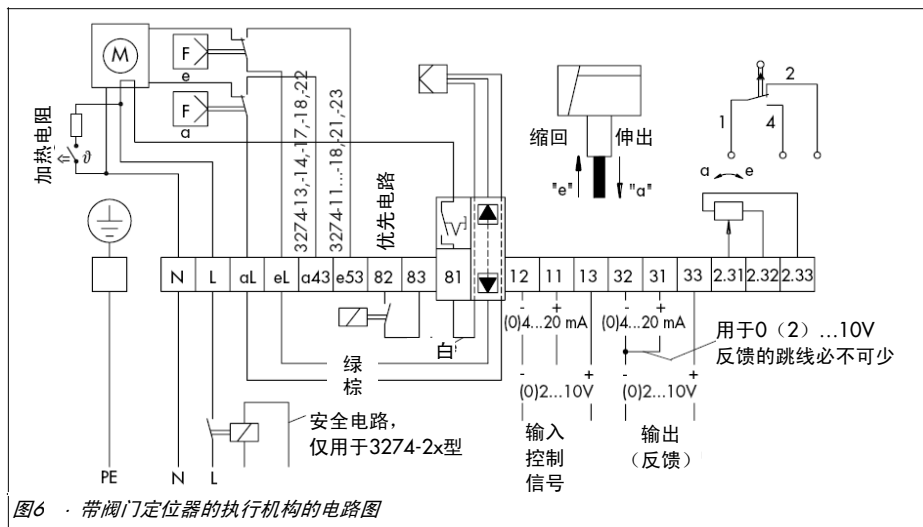 M
F
e
F
a
加热电阻
ϑ
3274-13,-14,-17,-18,-22
3274-11...-18,21,-23
优先电路
缩回
伸出
"e"
"a"
2
1
4
a
e
N
L
aL
eL
a43
e53
82
83
81
12
11
13
32
31
33
2.31
2.32
2.33
- +
(0)4...20 mA
- +
(0)4...20 mA
用于0(2)...10V
反馈的跳线必不可少
白
绿
棕
- +
(0)2...10V
- +
(0)2...10V
安全电路,
仅用于3274-2x型
输入
控制
信号
输出
(反馈)
PE
N
L
图6 · 带阀门定位器的执行机构的电路图